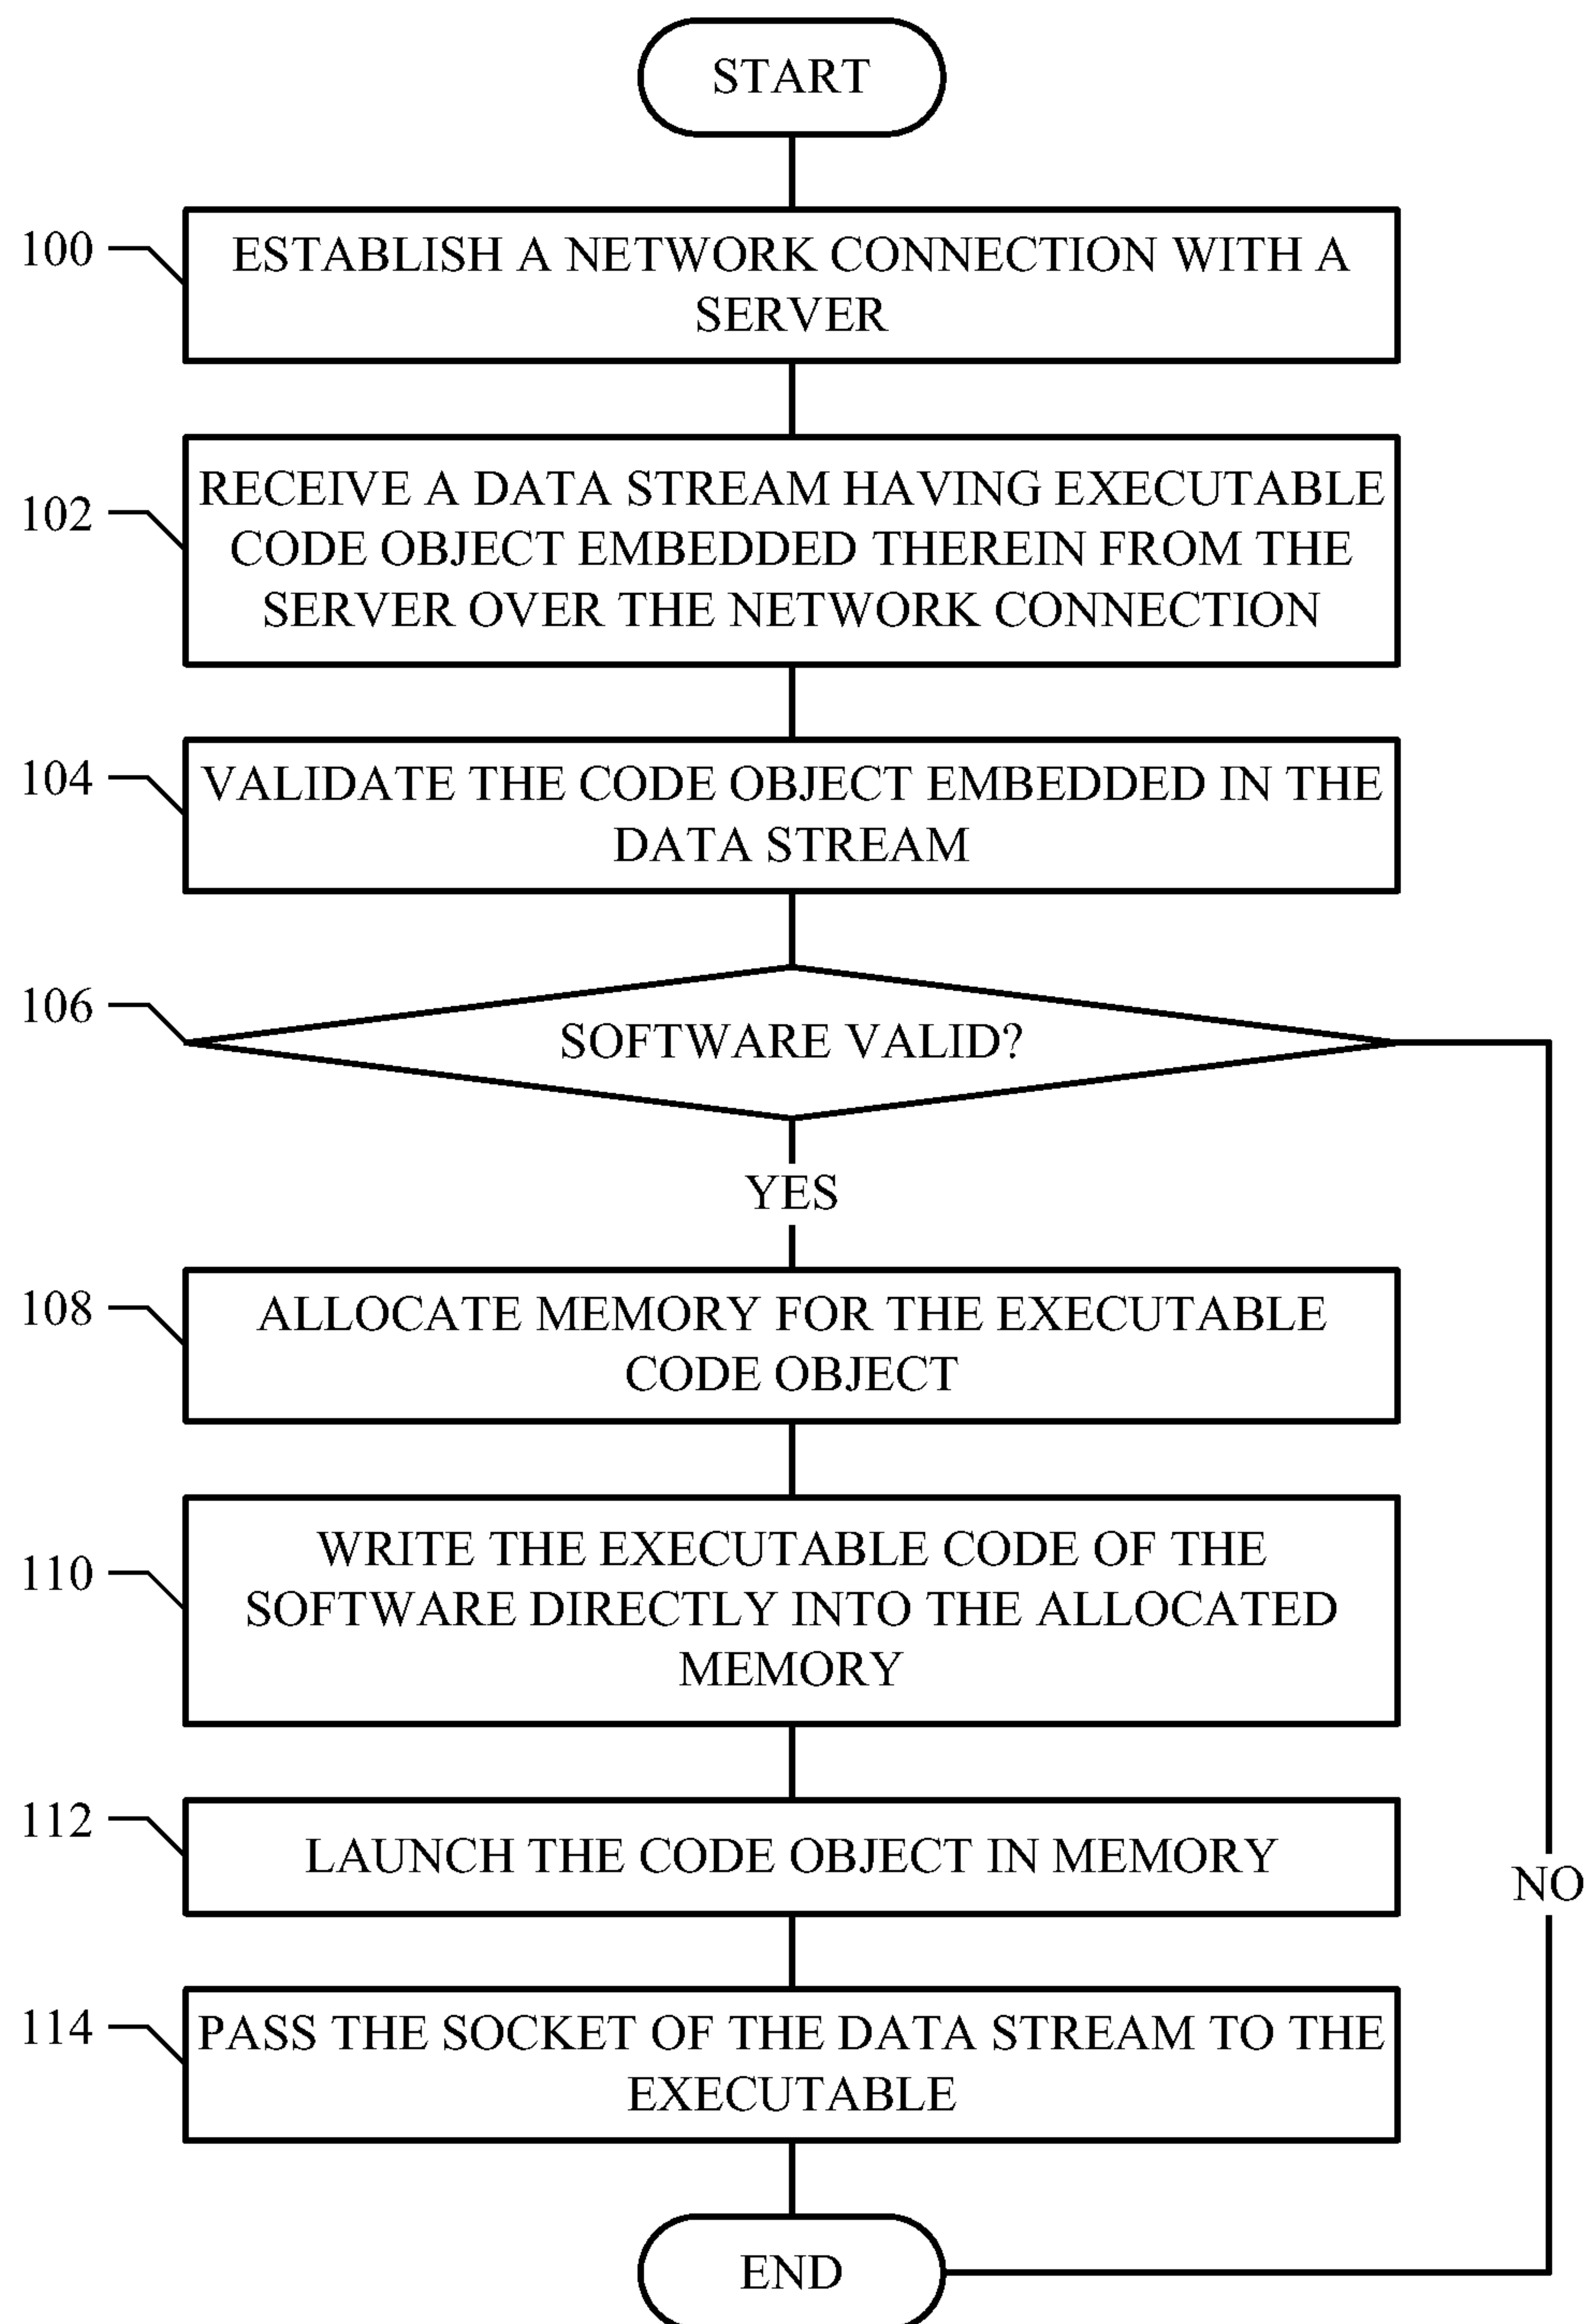 START
100
ESTABLISH A NETWORK CONNECTION WITH A
SERVER
102
RECEIVE A DATA STREAM HAVING EXECUTABLE
CODE OBJECT EMBEDDED THEREIN FROM THE
SERVER OVER THE NETWORK CONNECTION
104
VALIDATE THE CODE OBJECT EMBEDDED IN THE
DATA STREAM
106
SOFTWARE VALID?
YES
108
ALLOCATE MEMORY FOR THE EXECUTABLE
CODE OBJECT
110
WRITE THE EXECUTABLE CODE OF THE
SOFTWARE DIRECTLY INTO THE ALLOCATED
MEMORY
112
LAUNCH THE CODE OBJECT IN MEMORY
NO
114
PASS THE SOCKET OF THE DATA STREAM TO THE
EXECUTABLE
END